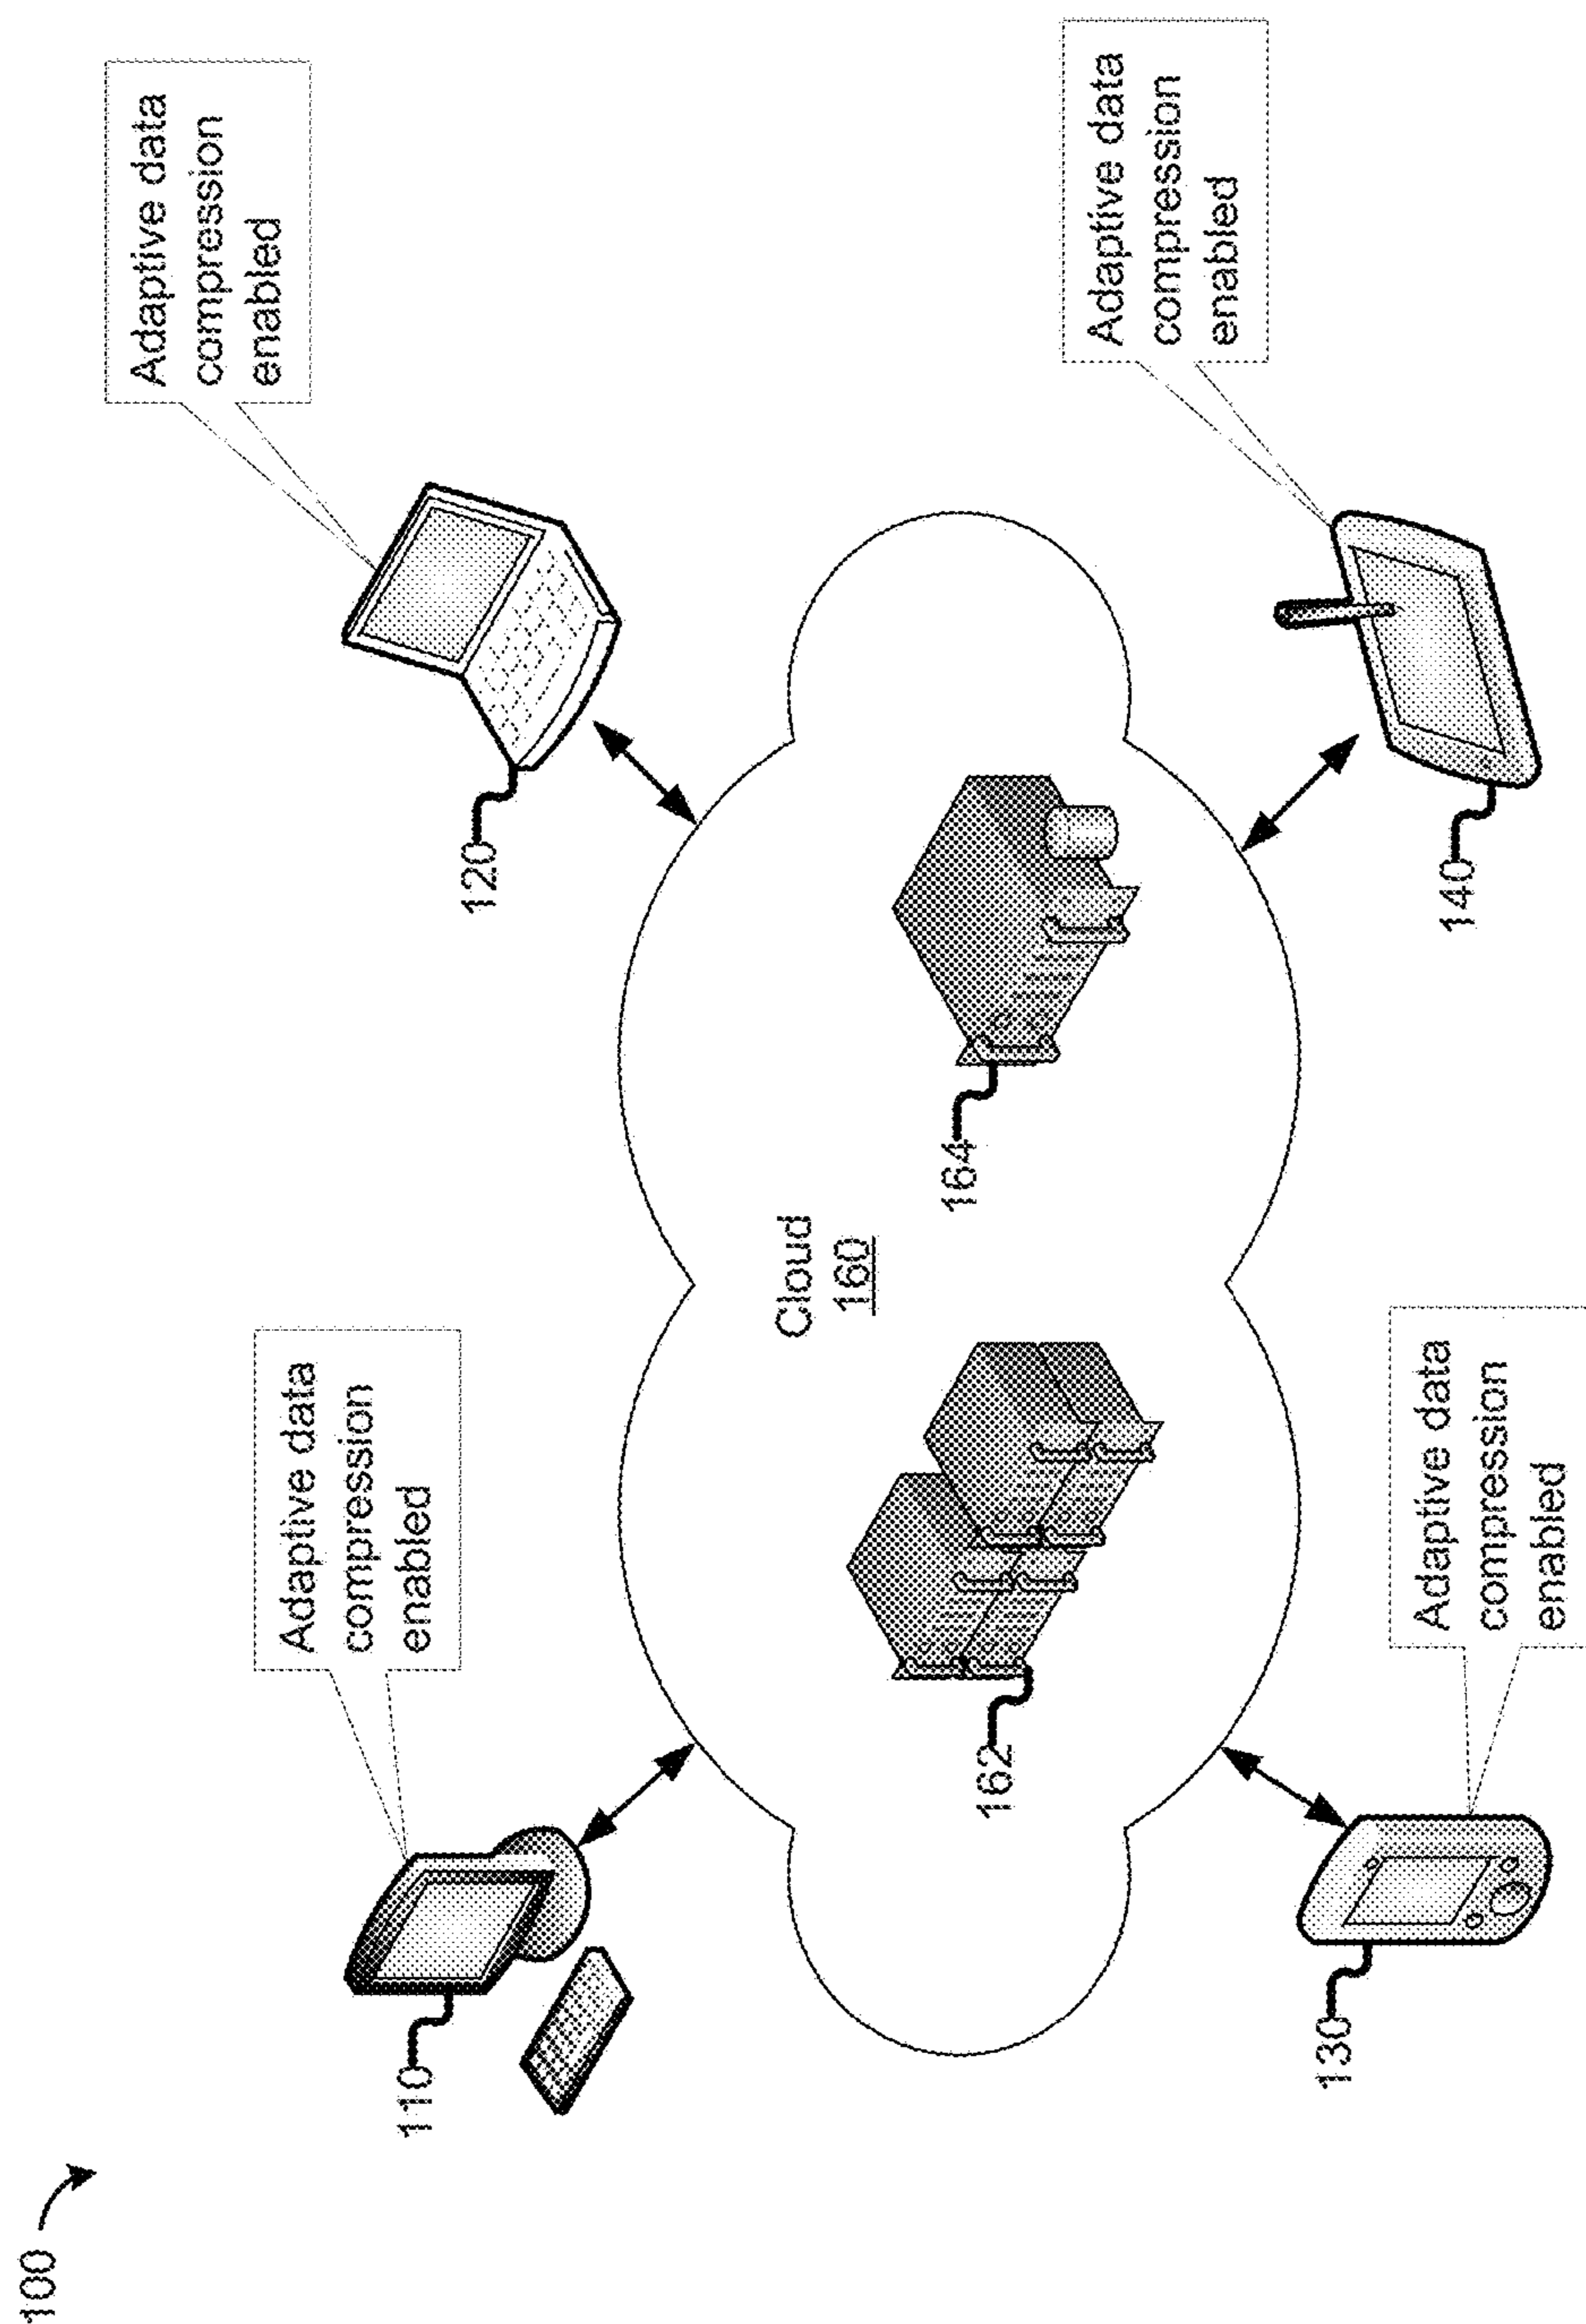 100
110
Adaptive data
compression
enabled
120
Adaptive data
compression
enabled
Cloud
160
162
164
130
Adaptive data
compression
enabled
140
Adaptive data
compression
enabled